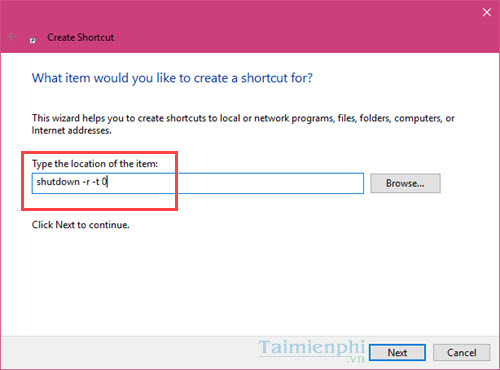 Create Shortcut
What item would you like to create a shortcut for?
This wizard helps you to create shortcuts to local or network programs, files, folders, computers, or
Internet addresses.
Type the location of the item:
shutdown -r -t 0
Browse...
Click Next to continue.
Taimienphi
.vn
Next
Cancel